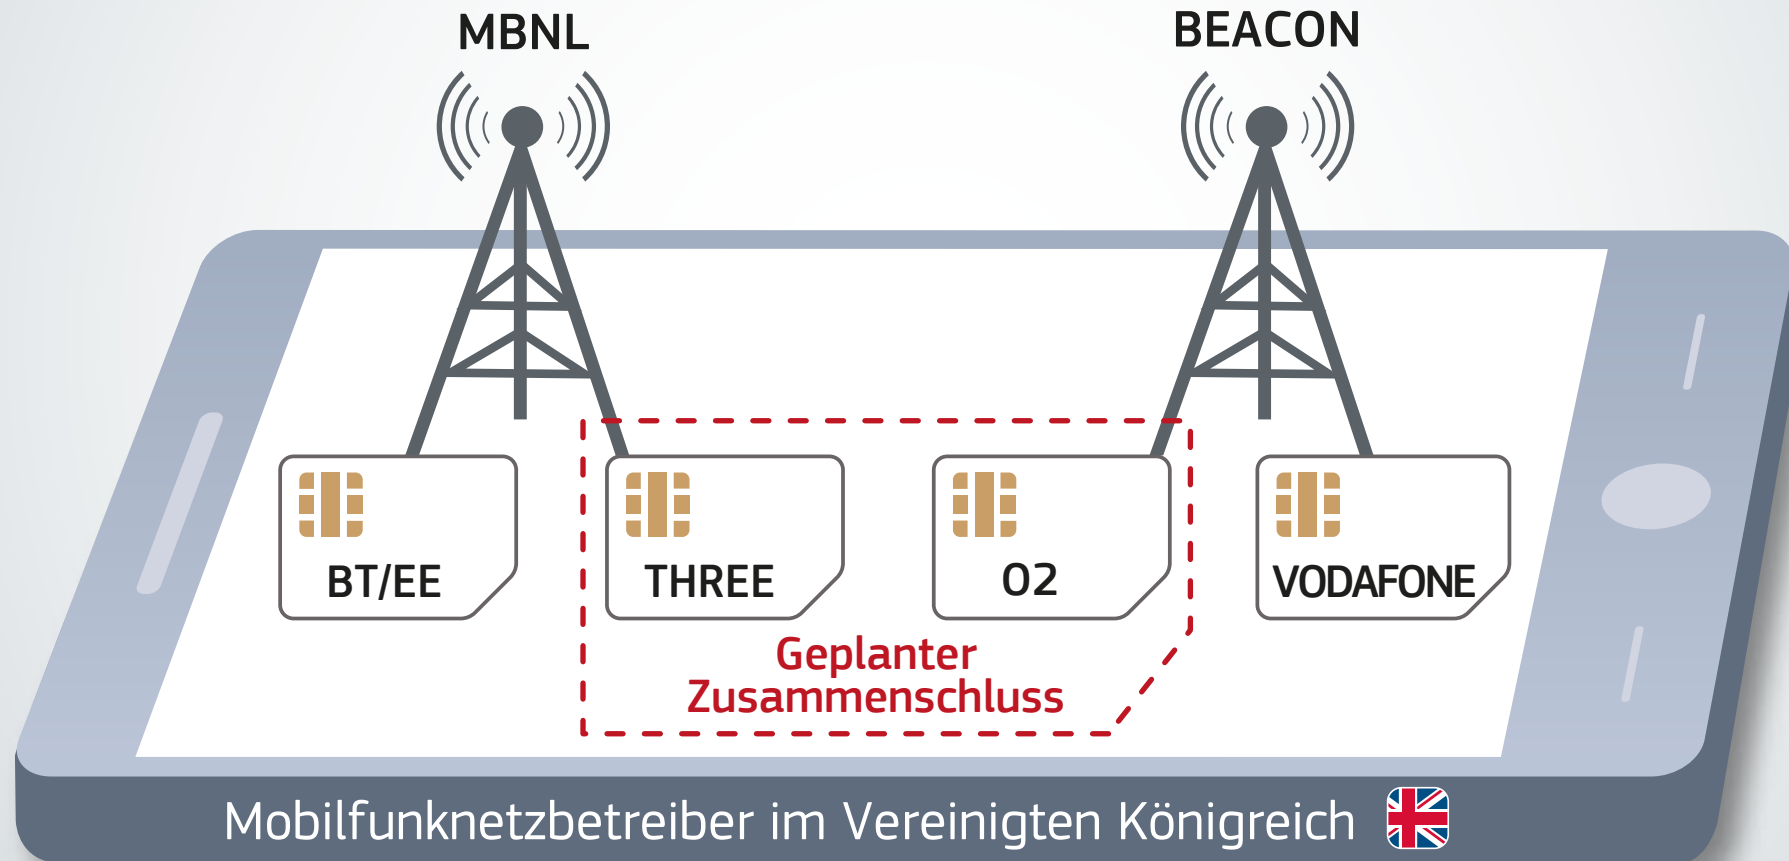 MBNL
BEACON
BT/EE
THREE
O2
VODAFONE
Geplanter
Zusammenschluss
Mobilfunknetzbetreiber im Vereinigten Königreich